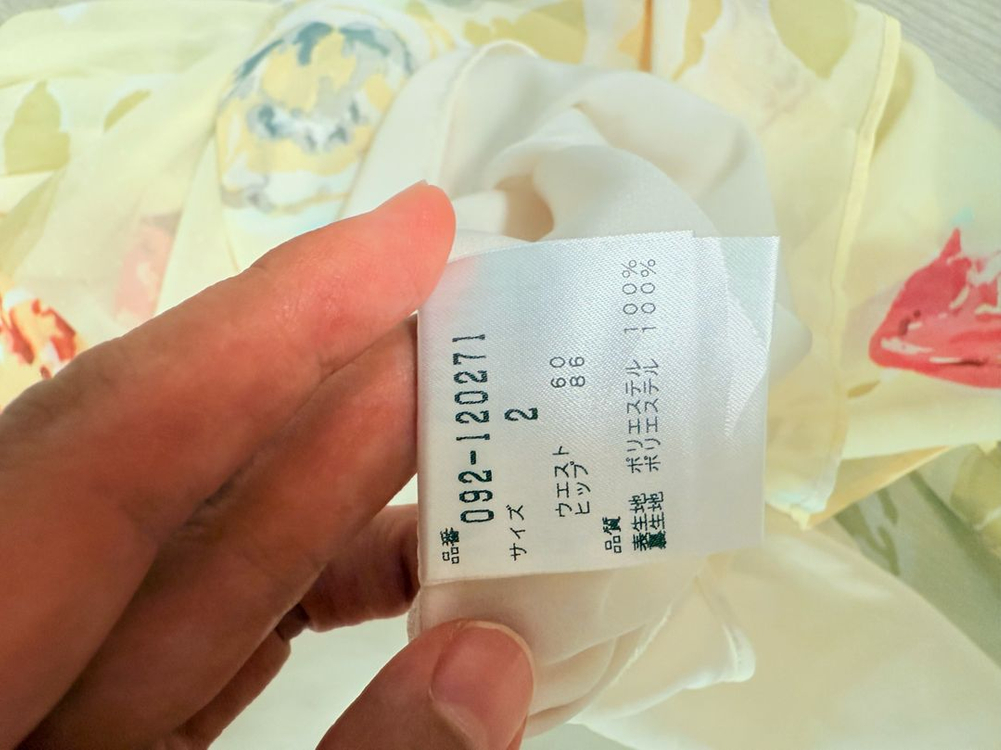 品番
092-120271
サイズ 2
ウエスト 60
ヒップ 86
品質
表生地 ポリエステル 100%
裏生地 ポリエステル 100%